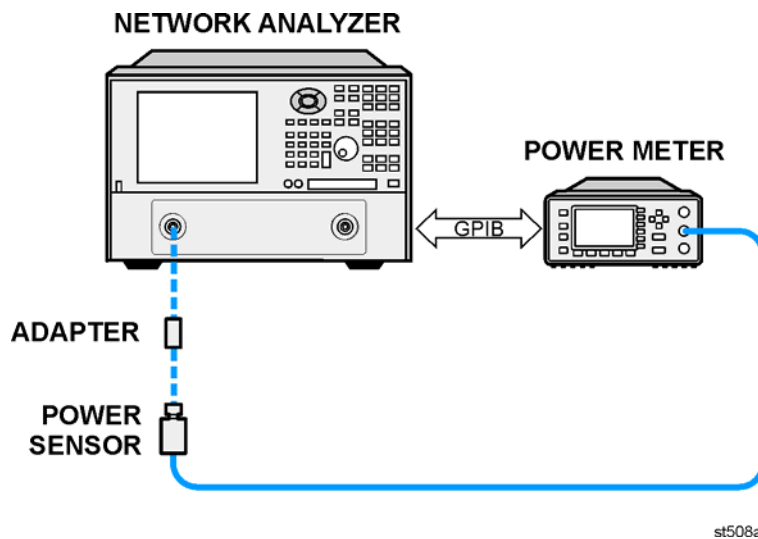 NETWORK ANALYZER
POWER METER
GPIB
ADAPTER
POWER
SENSOR
st508a